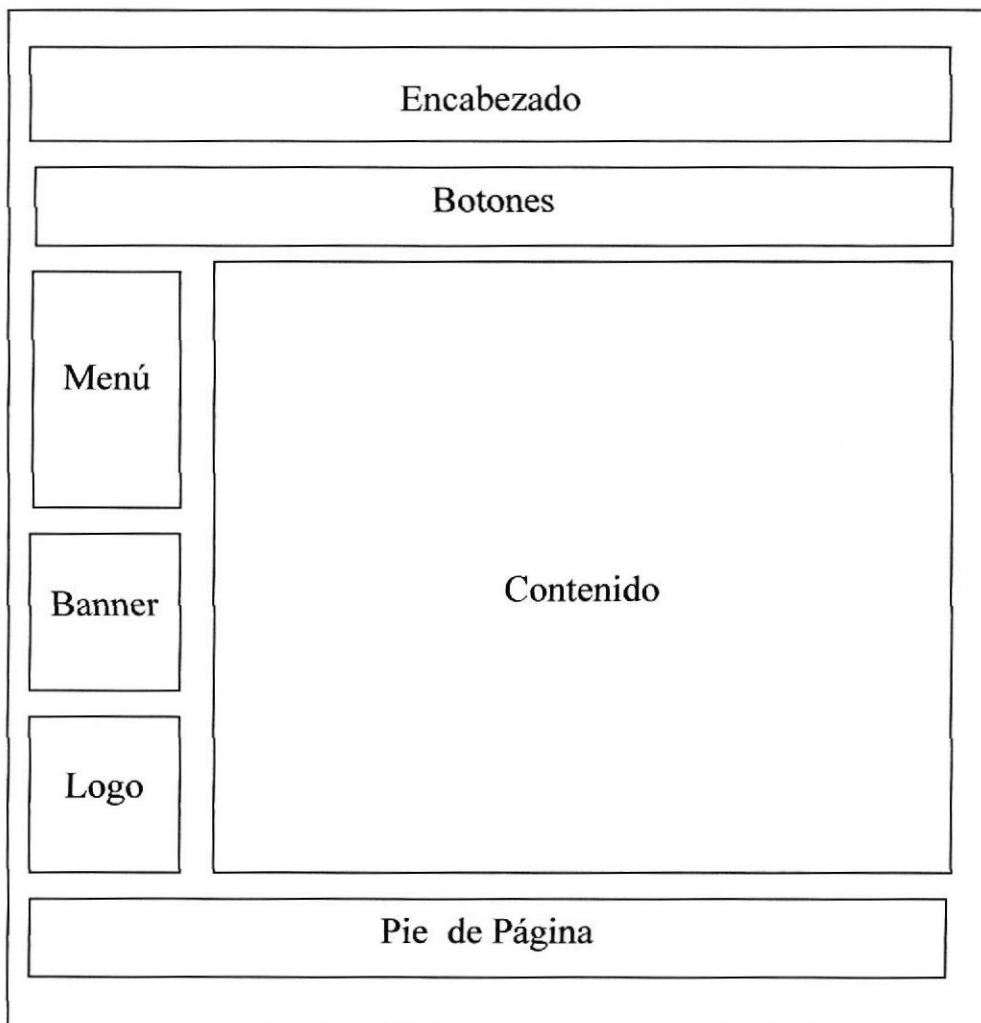 Encabezado
Botones
Menú
Contenido
Banner
Logo
Pie de Página